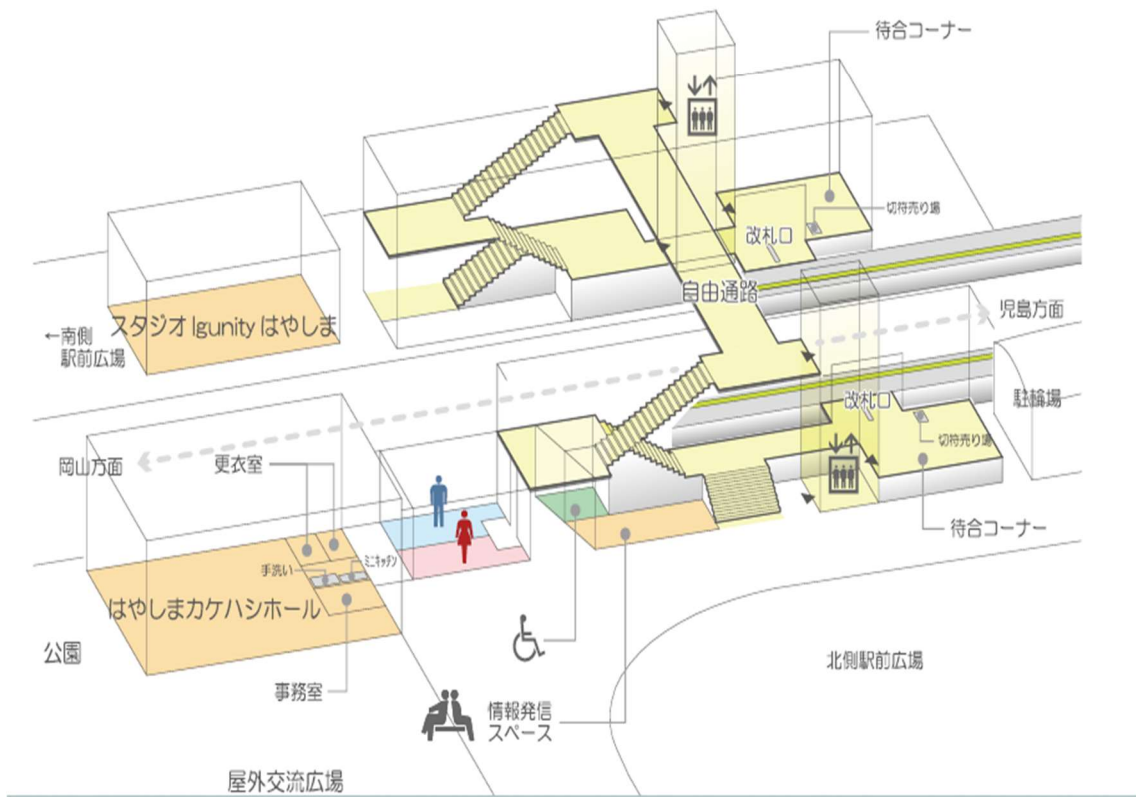 待合コーナー
切符売り場
改札口
自由通路
児島方面
スタジオ Igunity はやしま
←南側
駅前広場
駐輪場
改札口
切符売り場
岡山方面
更衣室
待合コーナー
手洗い
ミニキッチン
はやしまカケハシホール
公園
北側駅前広場
事務室
情報発信
スペース
屋外交流広場